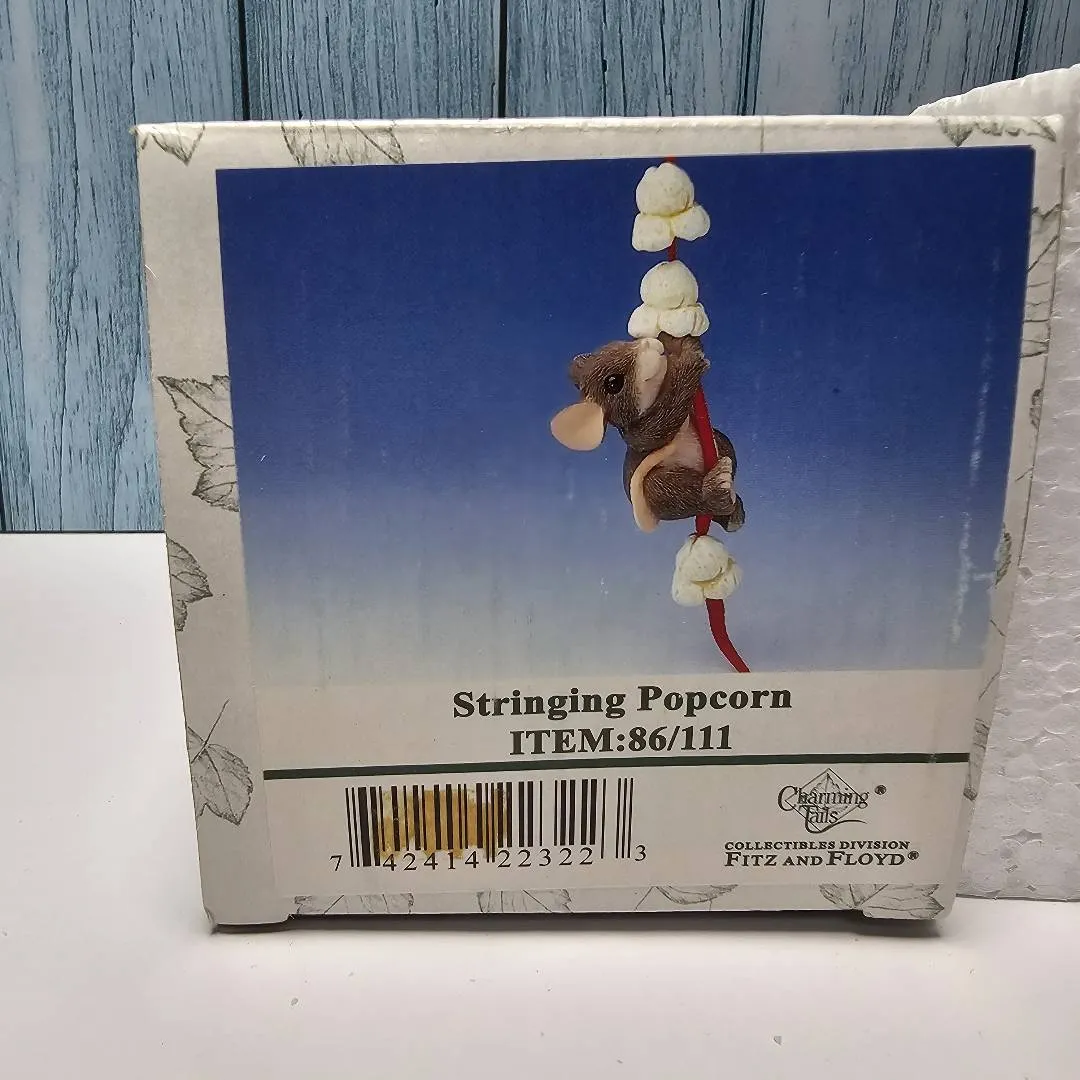 Stringing Popcorn
ITEM:86/111
7 42414 22322 3
Charming ®
Tails
COLLECTIBLES DIVISION
FITZ AND FLOYD®